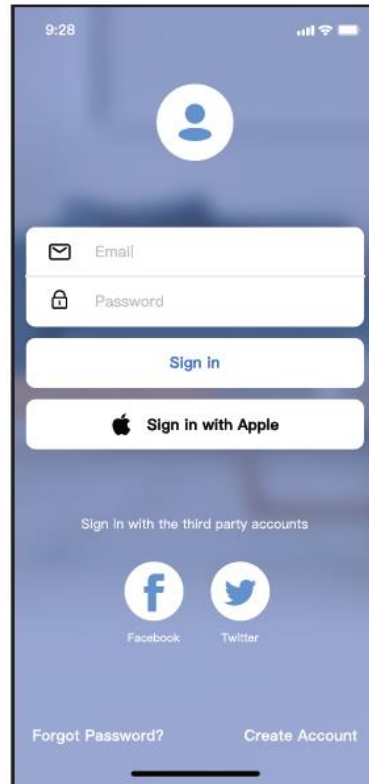 9:28
Email
Password
Sign in
Sign in with Apple
Sign in with the third party accounts
Facebook Twitter
Forgot Password? Create Account